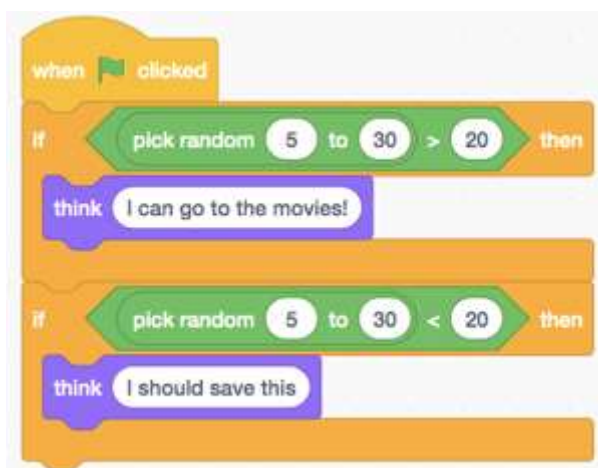 when clicked
if pick random 5 to 30 > 20 then
think I can go to the movies!
if pick random 5 to 30 < 20 then
think I should save this